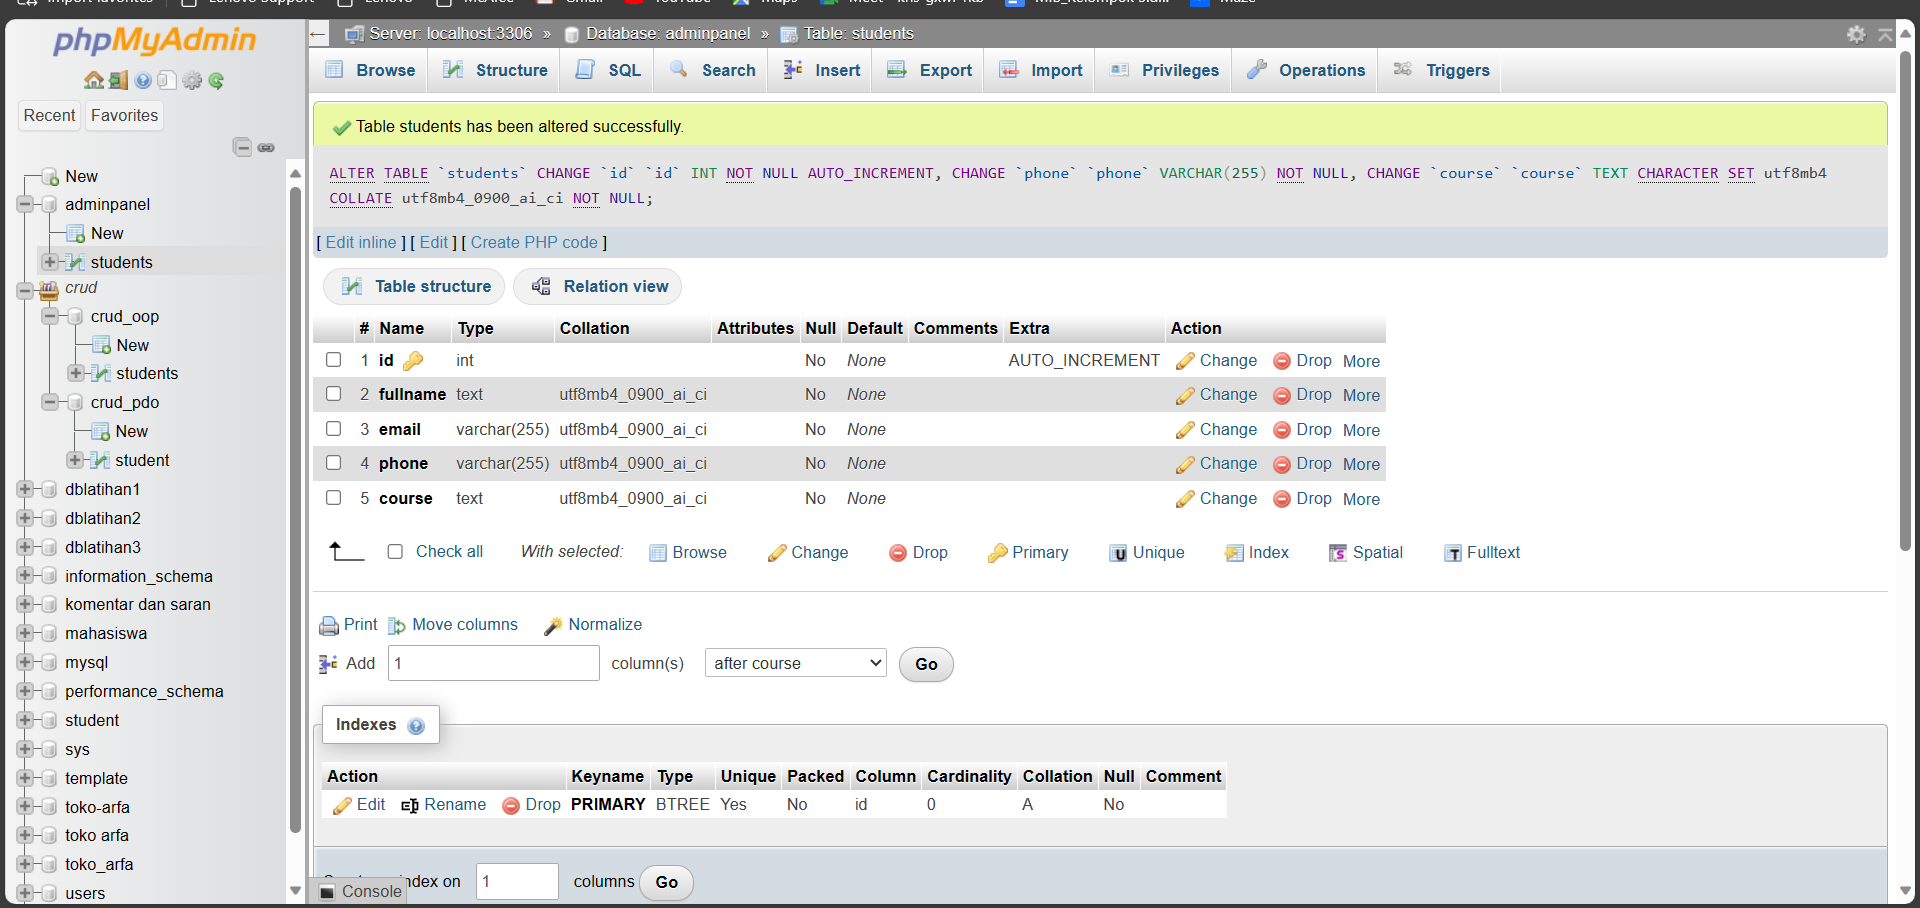 Import favorites
Lenovo Support
Lenovo
McAfee
Gmail
YouTube
Maps
phpMyAdmin
Recent
Favorites
New
adminpanel
New
students
crud
crud_oop
New
students
crud_pdo
New
student
dblatihan1
dblatihan2
dblatihan3
information_schema
komentar dan saran
mahasiswa
mysql
performance_schema
student
sys
template
toko-arfa
toko arfa
toko_arfa
users
Server: localhost:3306 » Database: adminpanel » Table: students
Browse Structure SQL Search Insert Export Import Privileges Operations Triggers
Table students has been altered successfully.
ALTER TABLE `students` CHANGE `id` `id` INT NOT NULL AUTO_INCREMENT, CHANGE `phone` `phone` VARCHAR(255) NOT NULL, CHANGE `course` `course` TEXT CHARACTER SET utf8mb4
COLLATE utf8mb4_0900_ai_ci NOT NULL;
[ Edit inline ] [ Edit ] [ Create PHP code ]
Table structure Relation view
# Name Type Collation Attributes Null Default Comments Extra Action
1 id int No None AUTO_INCREMENT Change Drop More
2 fullname text utf8mb4_0900_ai_ci No None Change Drop More
3 email varchar(255) utf8mb4_0900_ai_ci No None Change Drop More
4 phone varchar(255) utf8mb4_0900_ai_ci No None Change Drop More
5 course text utf8mb4_0900_ai_ci No None Change Drop More
Check all With selected: Browse Change Drop Primary Unique Index Spatial Fulltext
Print Move columns Normalize
Add 1 column(s) after course Go
Indexes
Action Keyname Type Unique Packed Column Cardinality Collation Null Comment
Edit Rename Drop PRIMARY BTREE Yes No id 0 A No
index on 1 columns Go
Console